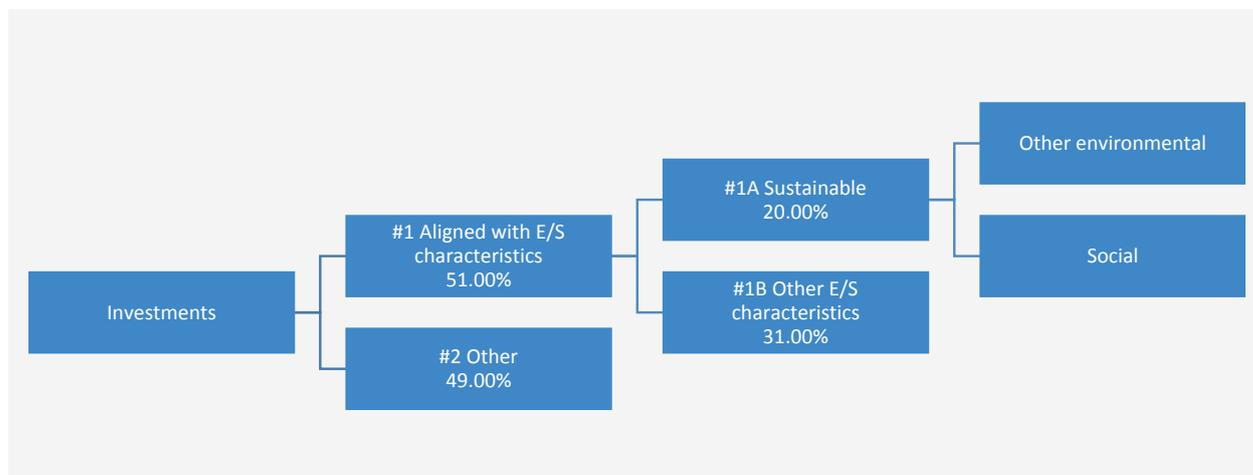 Investments
#1 Aligned with E/S
characteristics
51.00%
#2 Other
49.00%
#1A Sustainable
20.00%
#1B Other E/S
characteristics
31.00%
Other environmental
Social